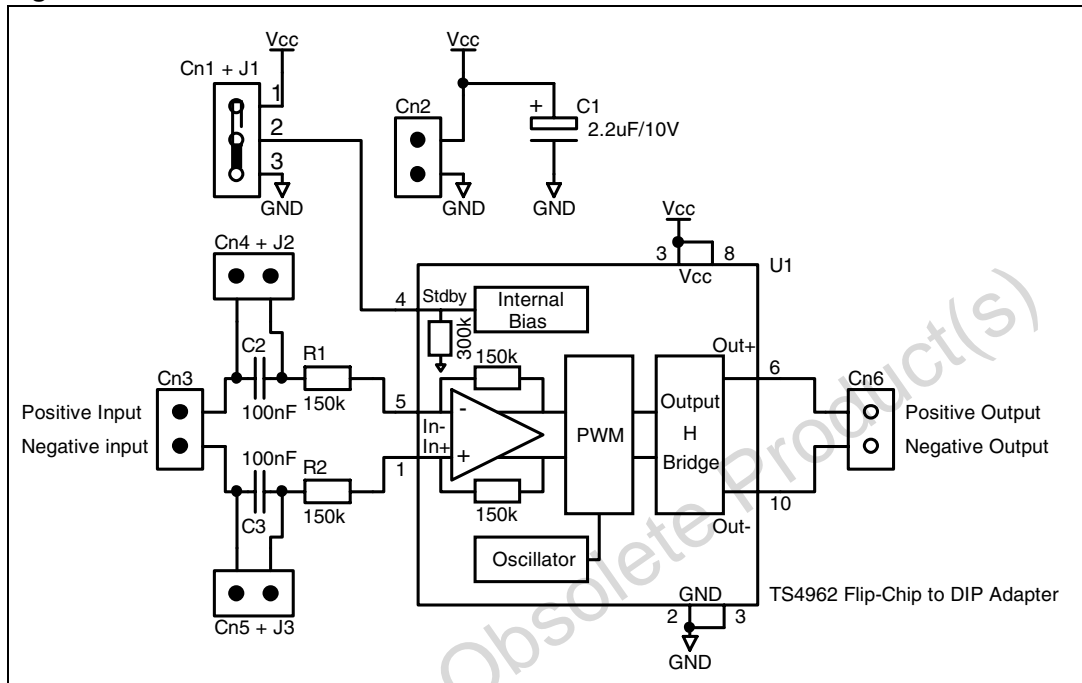 Vcc
Cn1 + J1
1
2
3
GND
Vcc
Cn2
GND
+
C1
2.2uF/10V
GND
Vcc
3
8
Vcc
U1
Cn4 + J2
4
Stdby
Internal
Bias
300k
C2
100nF
R1
150k
Cn3
Positive Input
Negative input
5
In-
In+
1
-
+
150k
150k
PWM
Output
H
Bridge
Out+
6
Cn6
Positive Output
Negative Output
10
Out-
100nF
C3
R2
150k
Oscillator
Cn5 + J3
GND
2
3
GND
TS4962 Flip-Chip to DIP Adapter
Obsolete Product(s)